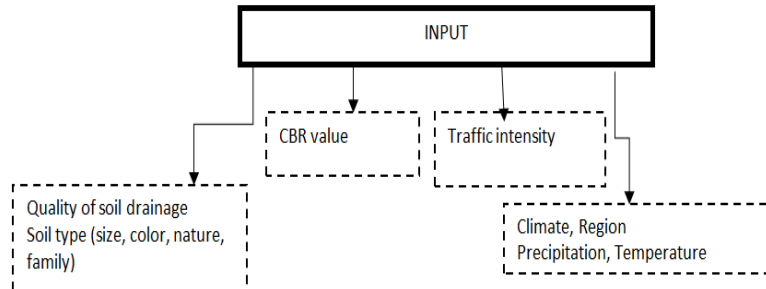 INPUT
CBR value
Traffic intensity
Quality of soil drainage
Soil type (size, color, nature,
family)
Climate, Region
Precipitation, Temperature